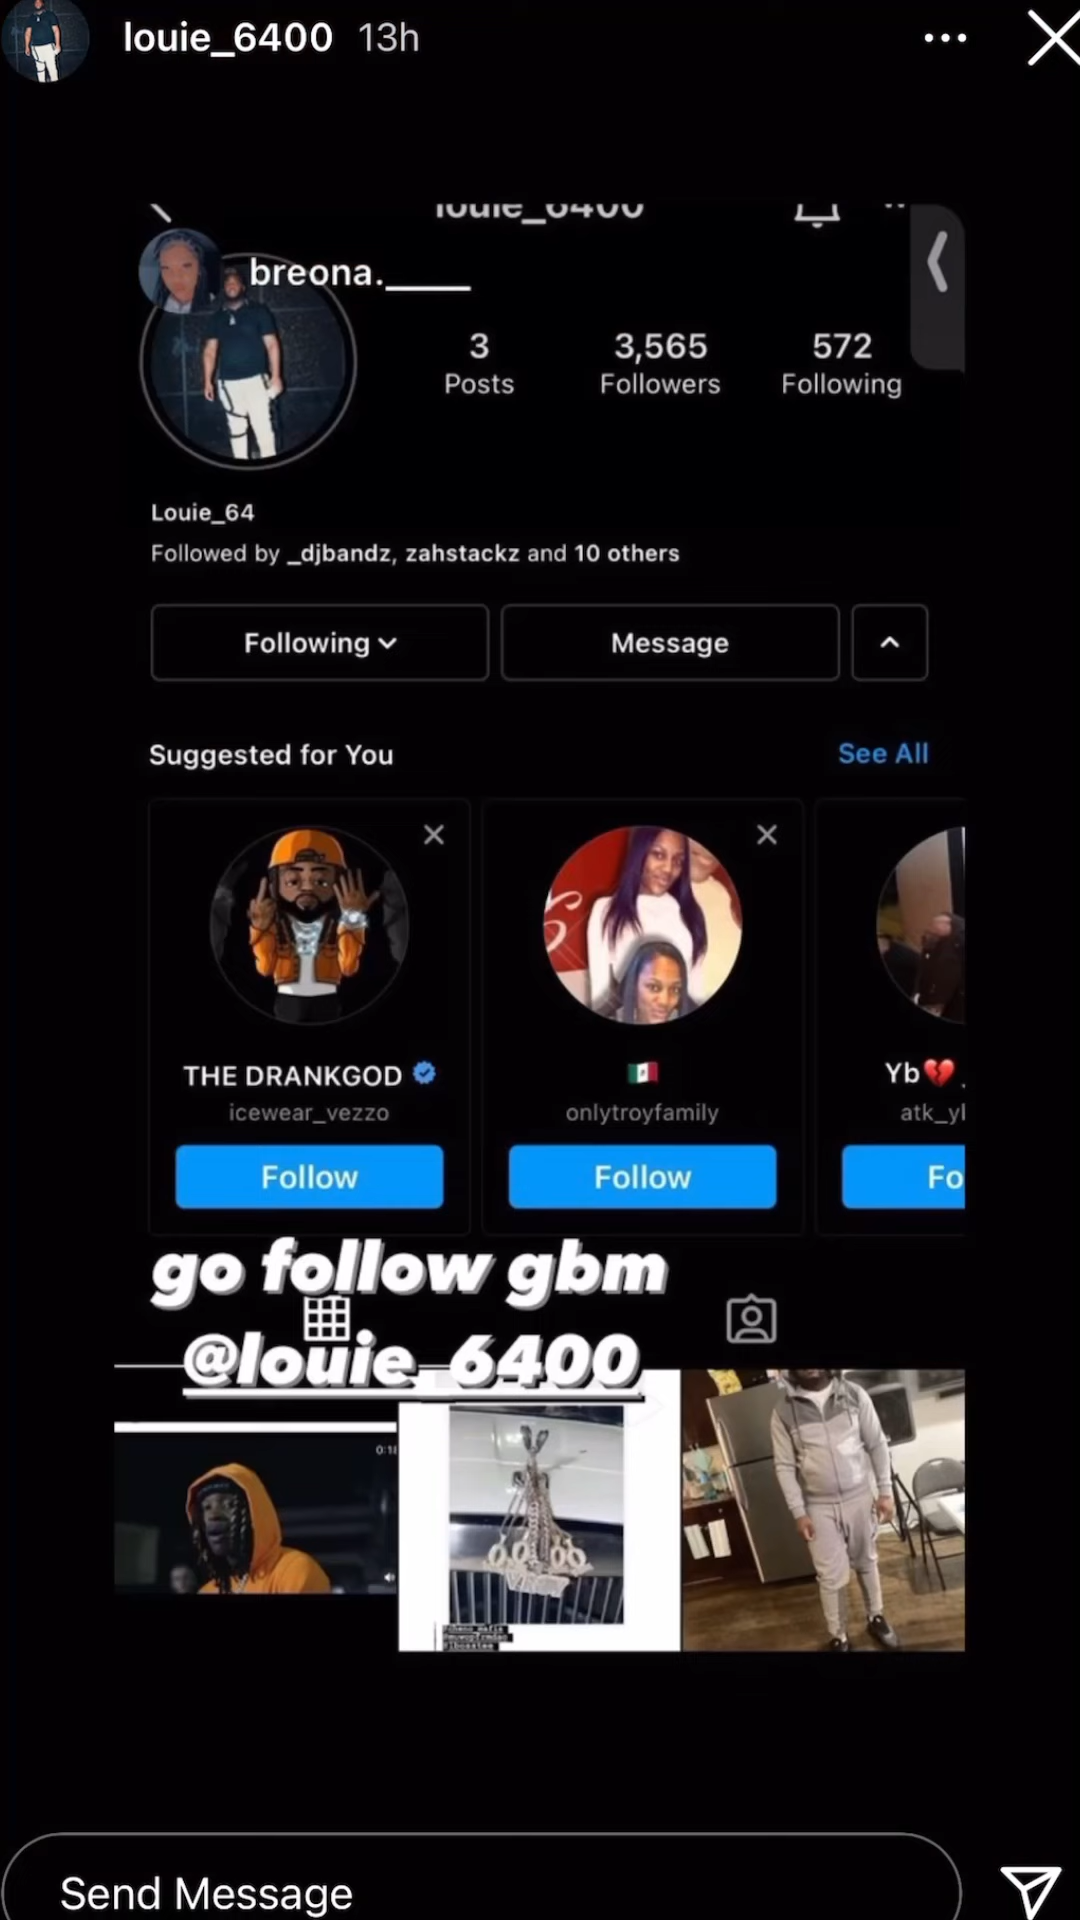 louie_6400 13h
louie_6400
breona.____
3 3,565 572
Posts Followers Following
Louie_64
Followed by _djbandz, zahstackz and 10 others
Following Message
Suggested for You See All
THE DRANKGOD 🇲🇽 Yb💔
icewear_vezzo onlytroyfamily
Follow Follow Fo
go follow gbm
@louie_6400
Send Message